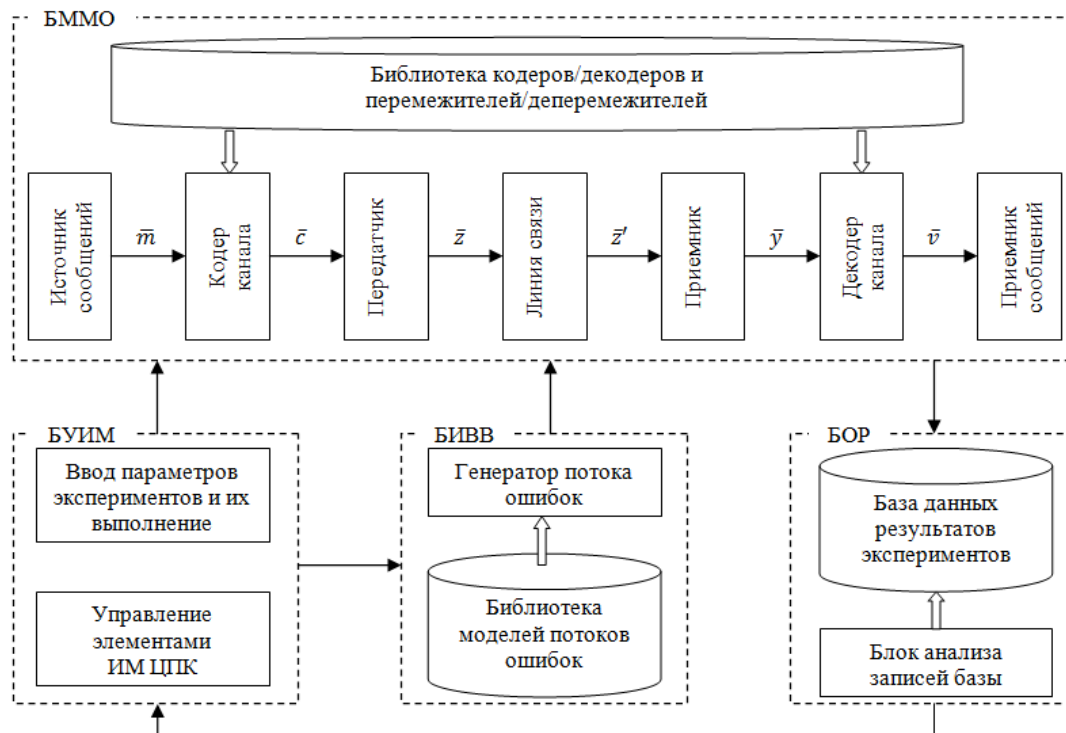 БММО
Библиотека кодеров/декодеров и
перемежителей/деперемежителей
Источник
сообщений
m̅
Кодер
канала
c̅
Передатчик
z̅
Линия связи
z̅′
Приемник
y̅
Декодер
канала
v̅
Приемник
сообщений
БУИМ
Ввод параметров
экспериментов и их
выполнение
Управление
элементами
ИМ ЦПК
БИВВ
Генератор потока
ошибок
Библиотека
моделей потоков
ошибок
БОР
База данных
результатов
экспериментов
Блок анализа
записей базы